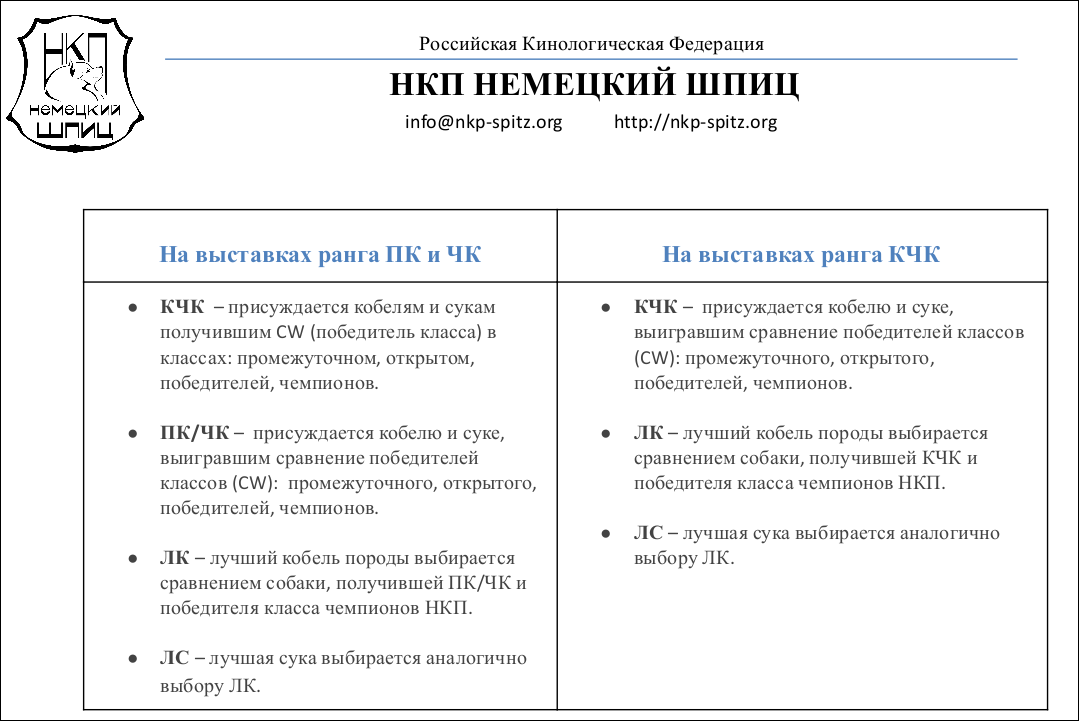 НКП
немецкий
шпиц
Российская Кинологическая Федерация
НКП НЕМЕЦКИЙ ШПИЦ
info@nkp-spitz.org http://nkp-spitz.org
На выставках ранга ПК и ЧК
● КЧК – присуждается кобелям и сукам
получившим CW (победитель класса) в
классах: промежуточном, открытом,
победителей, чемпионов.
● ПК/ЧК – присуждается кобелю и суке,
выигравшим сравнение победителей
классов (CW): промежуточного, открытого,
победителей, чемпионов.
● ЛК – лучший кобель породы выбирается
сравнением собаки, получившей ПК/ЧК и
победителя класса чемпионов НКП.
● ЛС – лучшая сука выбирается аналогично
выбору ЛК.
На выставках ранга КЧК
● КЧК – присуждается кобелю и суке,
выигравшим сравнение победителей классов
(CW): промежуточного, открытого,
победителей, чемпионов.
● ЛК – лучший кобель породы выбирается
сравнением собаки, получившей КЧК и
победителя класса чемпионов НКП.
● ЛС – лучшая сука выбирается аналогично
выбору ЛК.